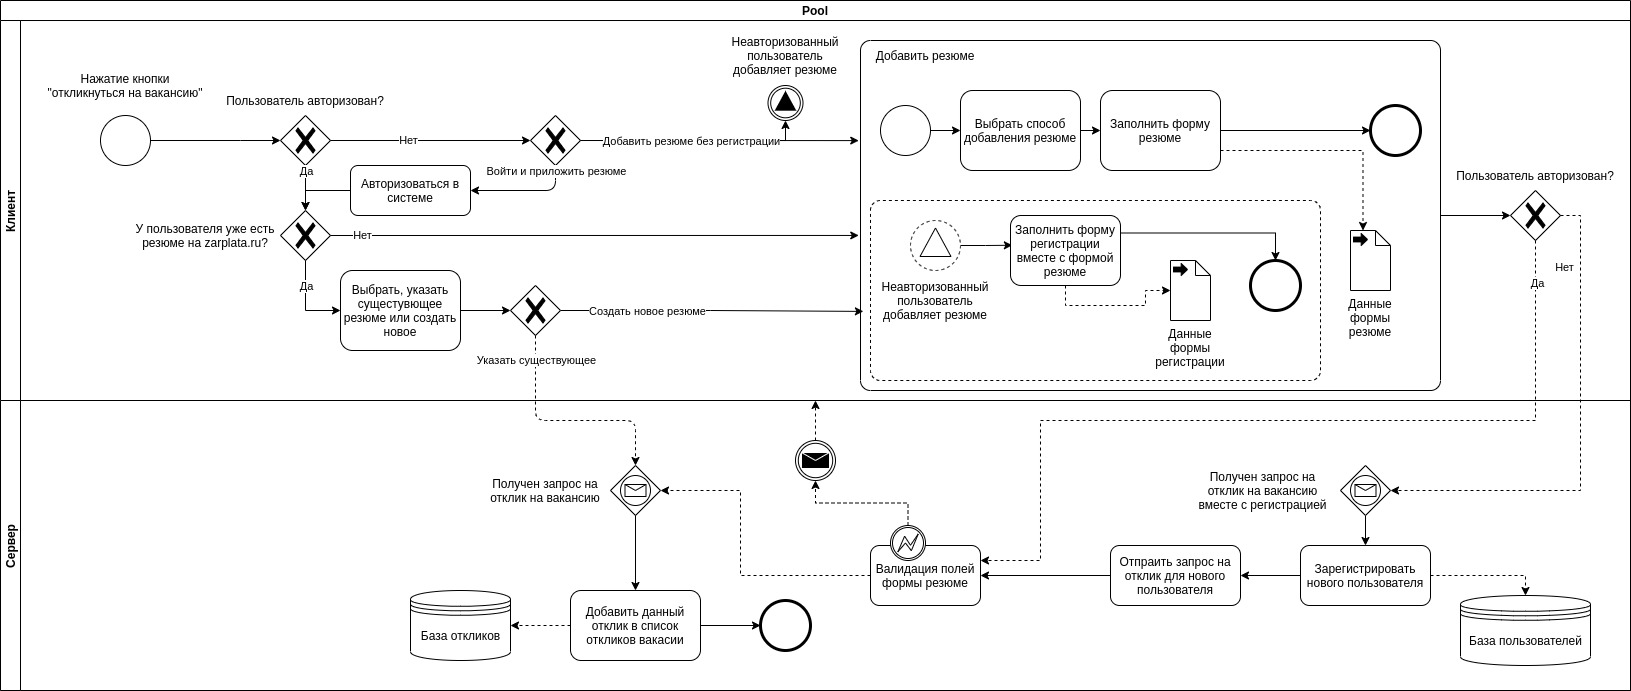 Pool
Клиент
Нажатие кнопки
"откликнуться на вакансию"
Пользователь авторизован?
Нет
Да
Добавить резюме без регистрации
Войти и приложить резюме
Авторизоваться в
системе
У пользователя уже есть
резюме на zarplata.ru?
Нет
Да
Выбрать, указать
сущестувющее
резюме или создать
новое
Создать новое резюме
Указать существующее
Неавторизованный
пользователь
добавляет резюме
Добавить резюме
Выбрать способ
добавления резюме
Заполнить форму
резюме
Неавторизованный
пользователь
добавляет резюме
Заполнить форму
регистрации
вместе с формой
резюме
Данные
формы
регистрации
Данные
формы
резюме
Пользователь авторизован?
Нет
Да
Сервер
Получен запрос на
отклик на вакансию
Добавить данный
отклик в список
откликов вакасии
База откликов
Валидация полей
формы резюме
Отпраить запрос на
отклик для нового
пользователя
Получен запрос на
отклик на вакансию
вместе с регистрацией
Зарегистрировать
нового пользователя
База пользователей